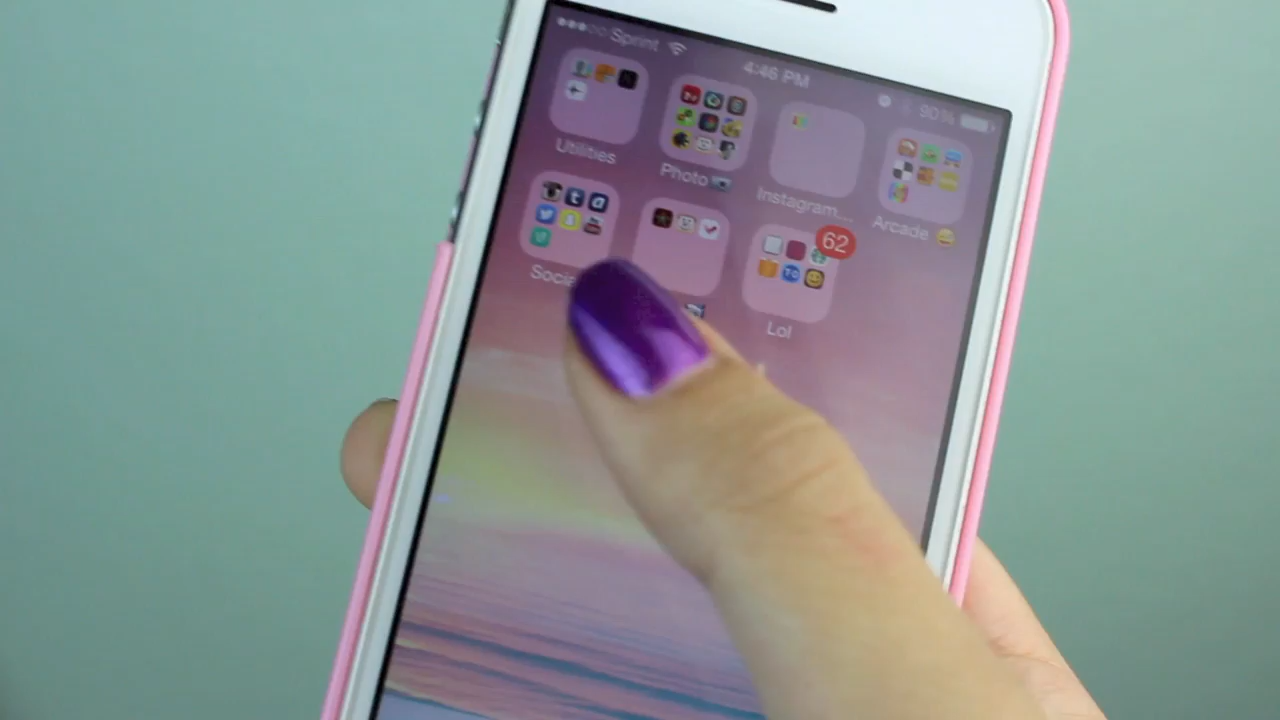 Sprint 4:46 PM 90%
Utilities Photo📷 Instagram... Arcade 😄
62
Lol